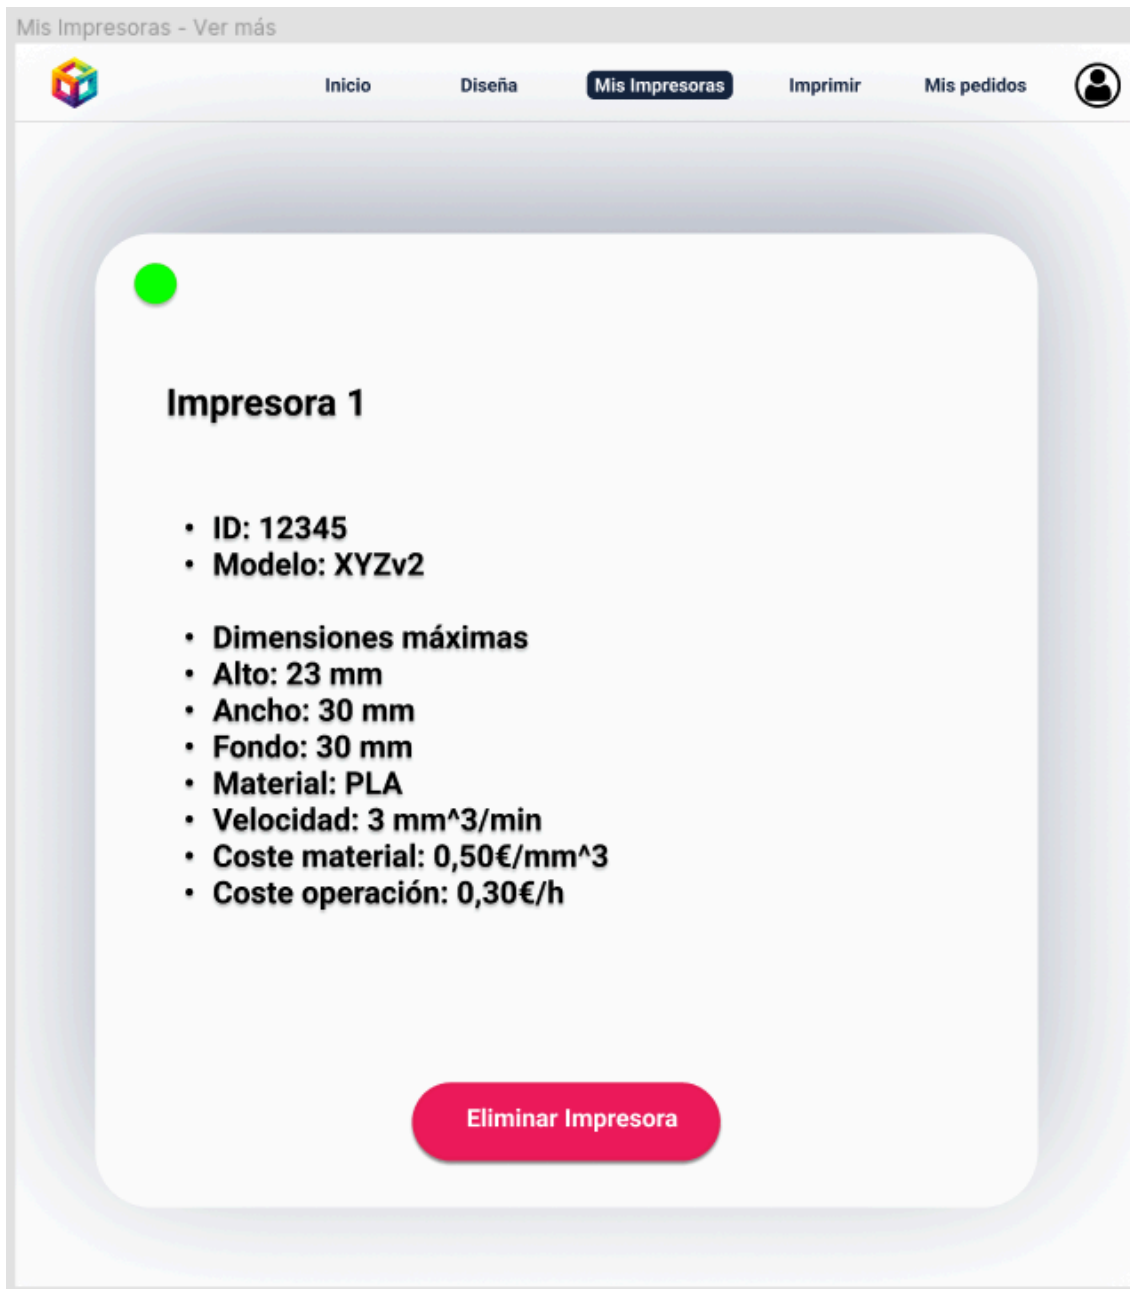 Mis Impresoras - Ver más
Inicio Diseña Mis Impresoras Imprimir Mis pedidos
Impresora 1
• ID: 12345
• Modelo: XYZv2
• Dimensiones máximas
• Alto: 23 mm
• Ancho: 30 mm
• Fondo: 30 mm
• Material: PLA
• Velocidad: 3 mm^3/min
• Coste material: 0,50€/mm^3
• Coste operación: 0,30€/h
Eliminar Impresora